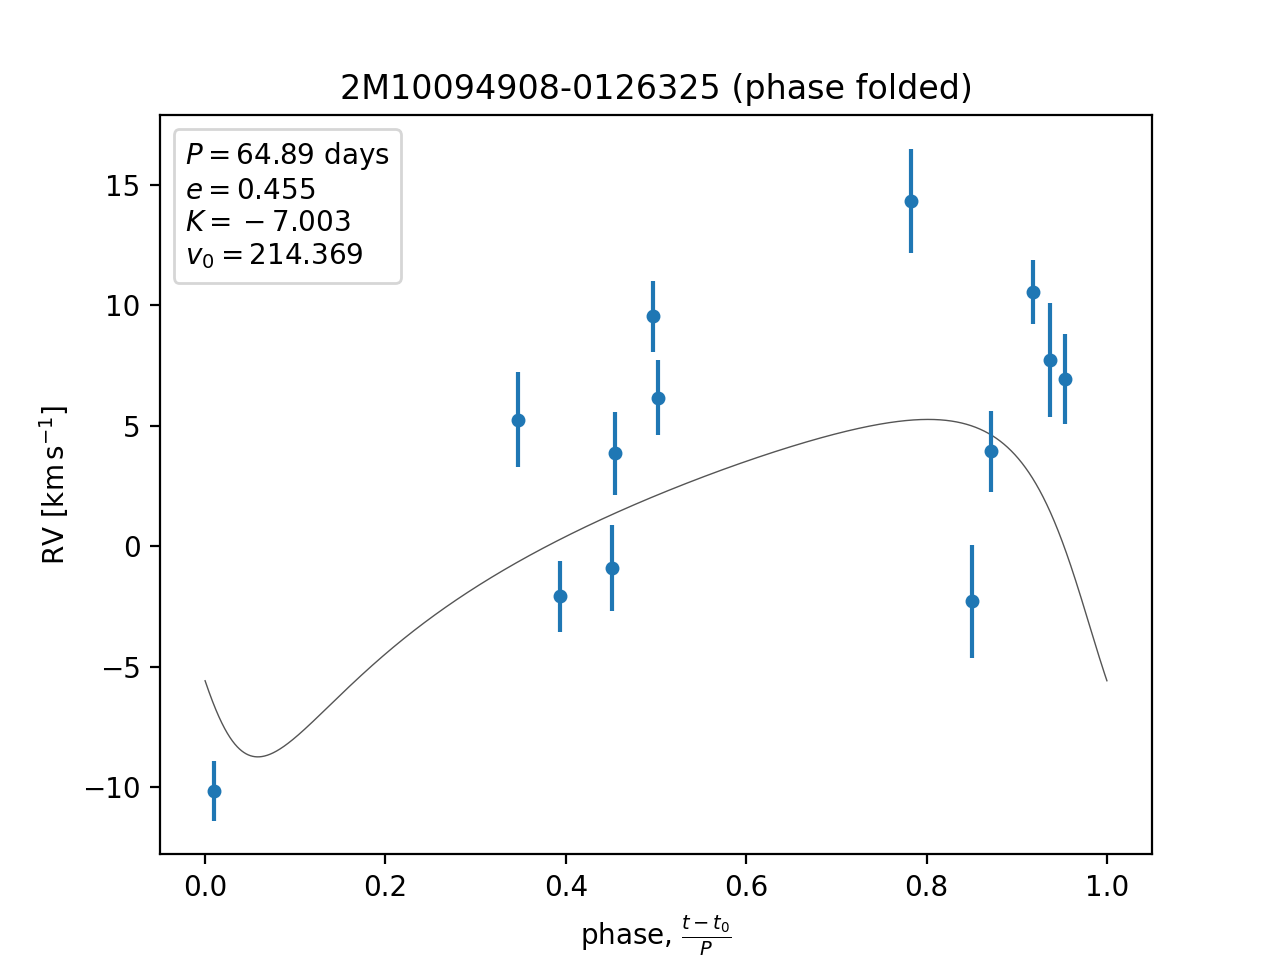 2M10094908-0126325 (phase folded)
P = 64.89 days
e = 0.455
K = −7.003
v₀ = 214.369
15
10
5
0
−5
−10
RV [km s⁻¹]
0.0 0.2 0.4 0.6 0.8 1.0
phase, (t − t₀)/P